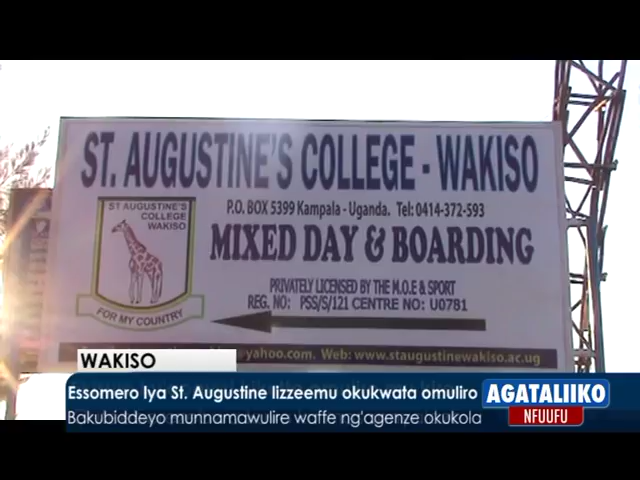 ST. AUGUSTINE'S COLLEGE - WAKISO
P.O. BOX 5399 Kampala - Uganda. Tel: 0414-372-593
ST AUGUSTINE'S
COLLEGE
WAKISO
MIXED DAY & BOARDING
PRIVATELY LICENSED BY THE M.O.E & SPORT
REG. NO: PSS/S/121 CENTRE NO: U0781
FOR MY COUNTRY
@yahoo.com. Web: www.staugustinewakiso.ac.ug
WAKISO
Essomero lya St. Augustine lizzeemu okukwata omuliro
Bakubiddeyo munnamawulire waffe ng'agenze okukola
AGATALIIKO
NFUUFU